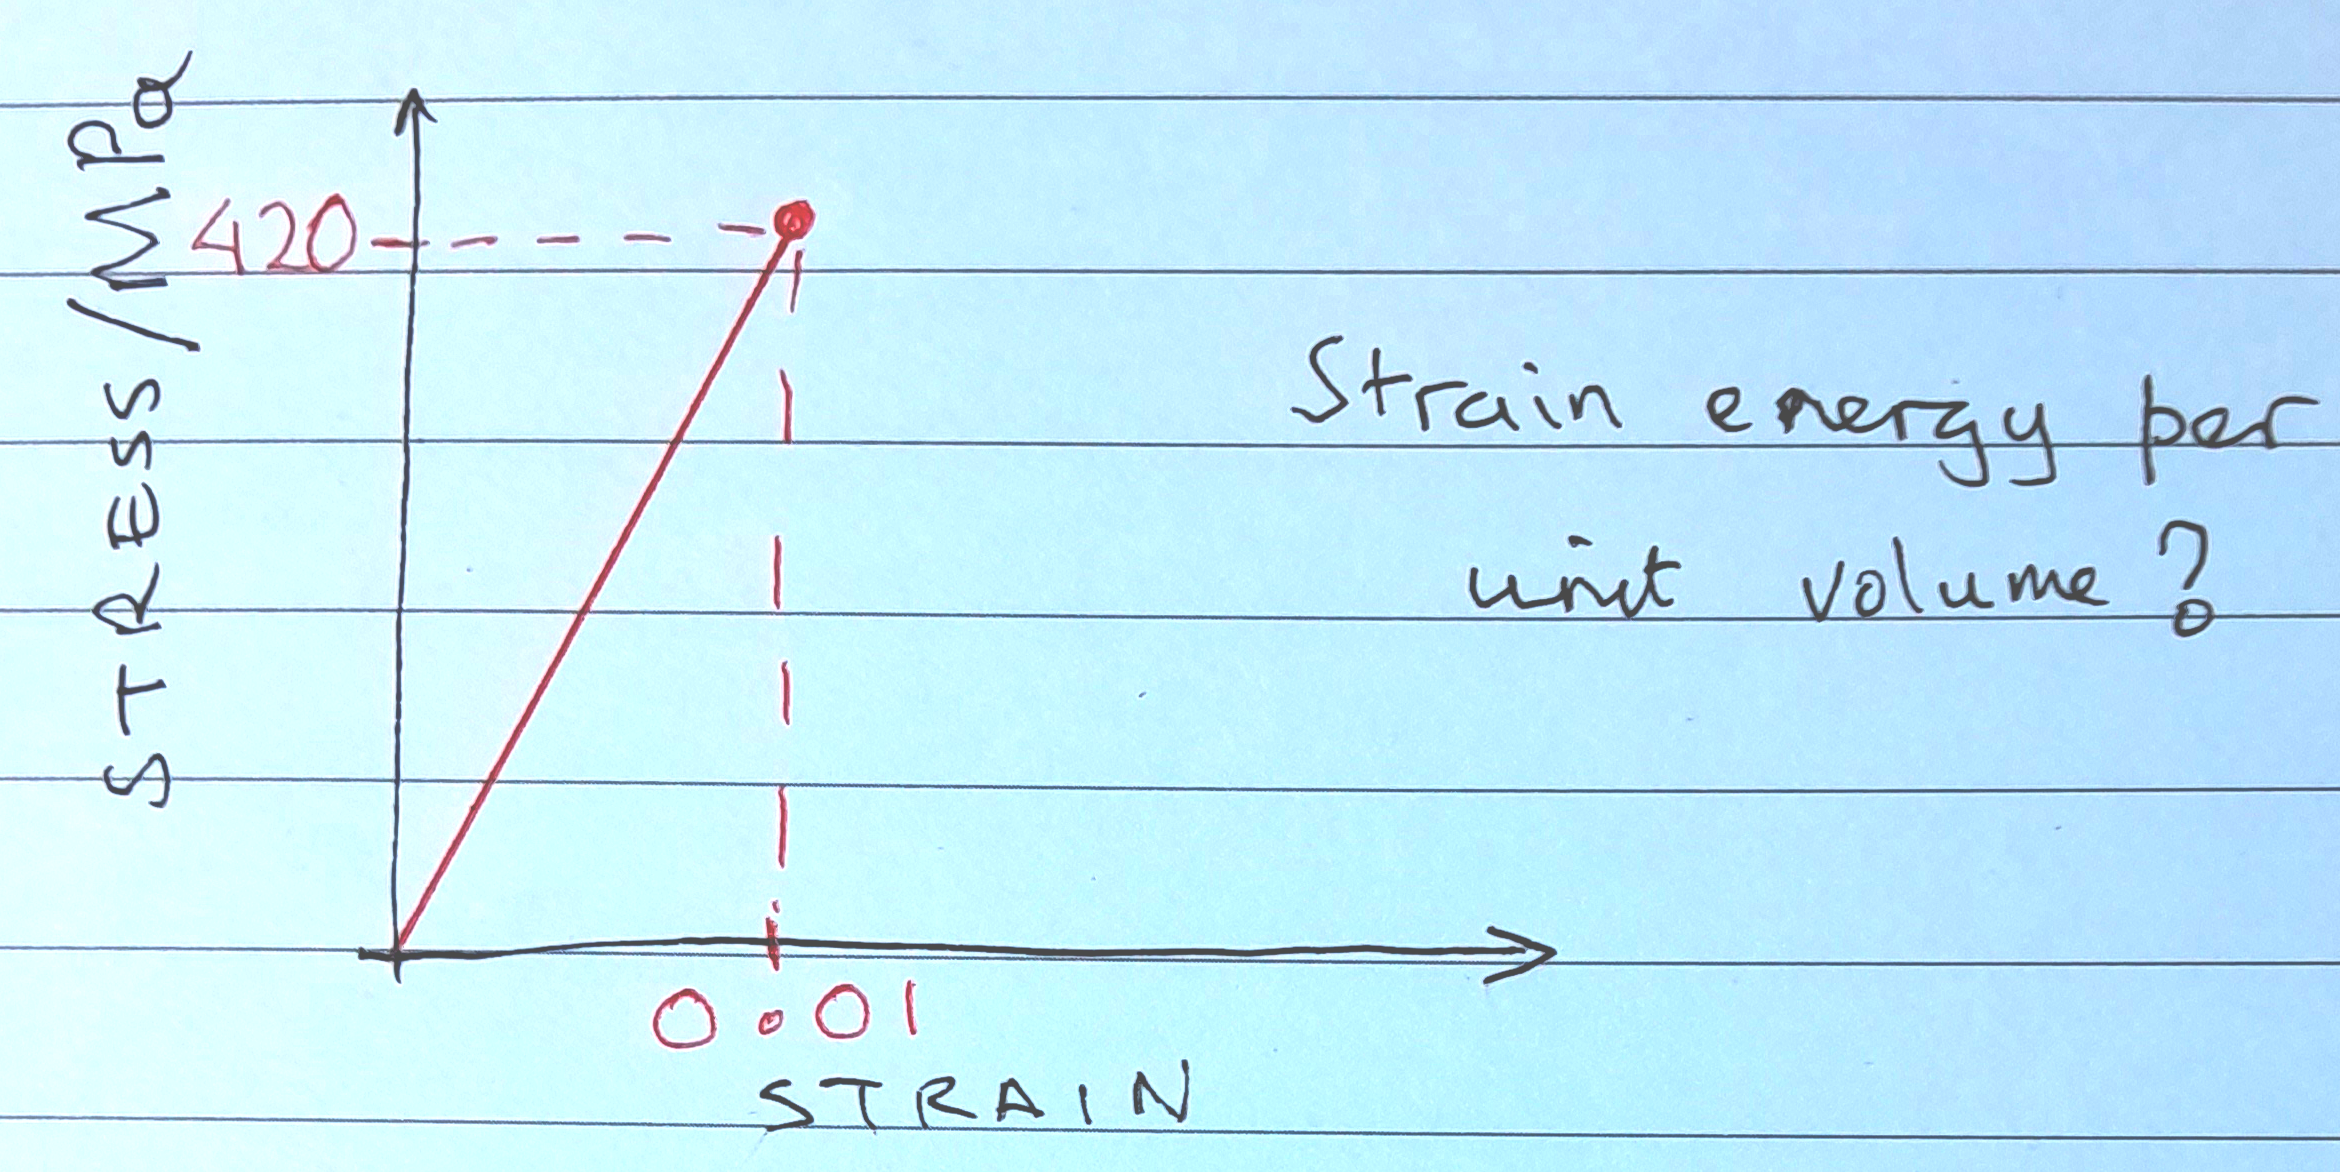 STRESS/MPa
420
Strain energy per
unit volume?
0.01
STRAIN